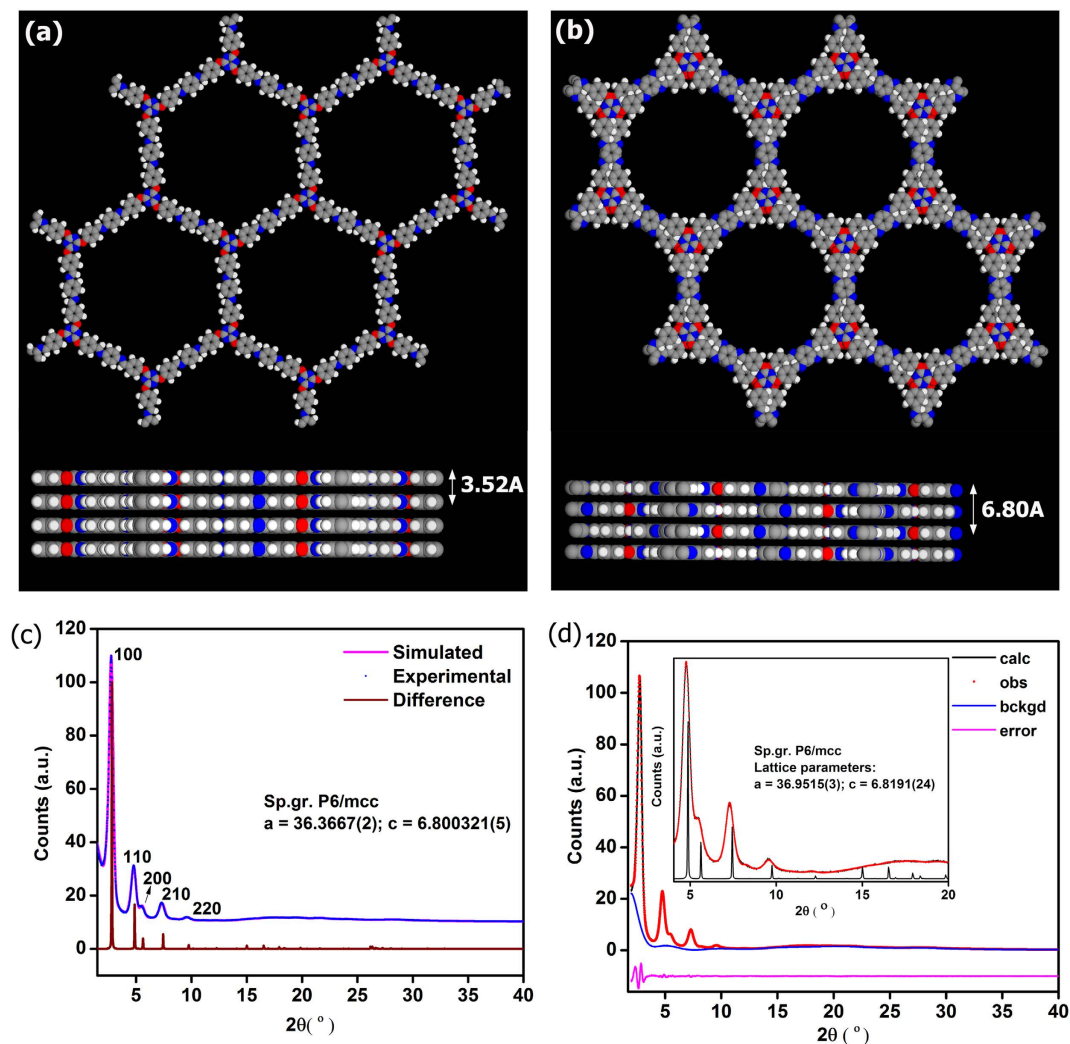 (a)
(b)
3.52A
6.80A
(c)
120
100
80
60
40
20
0
Counts (a.u.)
100
110
200
210
220
Simulated
Experimental
Difference
Sp.gr. P6/mcc
a = 36.3667(2); c = 6.800321(5)
5 10 15 20 25 30 35 40
2θ( °)
(d)
120
100
80
60
40
20
0
Counts (a.u.)
calc
obs
bckgd
error
Counts (a.u.)
Sp.gr. P6/mcc
Lattice parameters:
a = 36.9515(3); c = 6.8191(24)
5 10 15 20
2θ ( °)
5 10 15 20 25 30 35 40
2θ ( °)